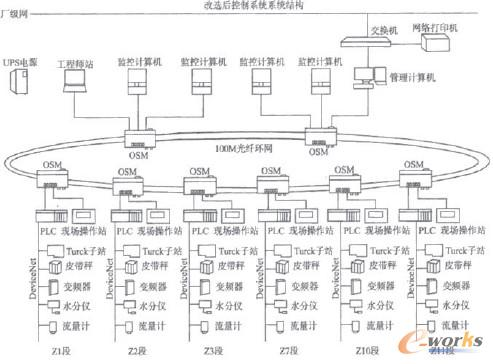 改选后控制系统系统结构
厂级网
交换机
网络打印机
UPS电源
工程师站
监控计算机
监控计算机
监控计算机
监控计算机
管理计算机
OSM
OSM
100M光纤环网
OSM
OSM
OSM
OSM
OSM
OSM
PLC 现场操作站
PLC 现场操作站
PLC 现场操作站
PLC 现场操作站
PLC 现场操作站
PLC 现场操作站
DeviceNet
DeviceNet
DeviceNet
DeviceNet
DeviceNet
DeviceNet
Turck子站
Turck子站
Turck子站
Turck子站
Turck子站
Turck子站
皮带秤
皮带秤
皮带秤
皮带秤
皮带秤
皮带秤
变频器
变频器
变频器
变频器
变频器
变频器
水分仪
水分仪
水分仪
水分仪
水分仪
水分仪
流量计
流量计
流量计
流量计
流量计
流量计
Z1段
Z2段
Z3段
Z7段
Z10段
Z11段
e-works